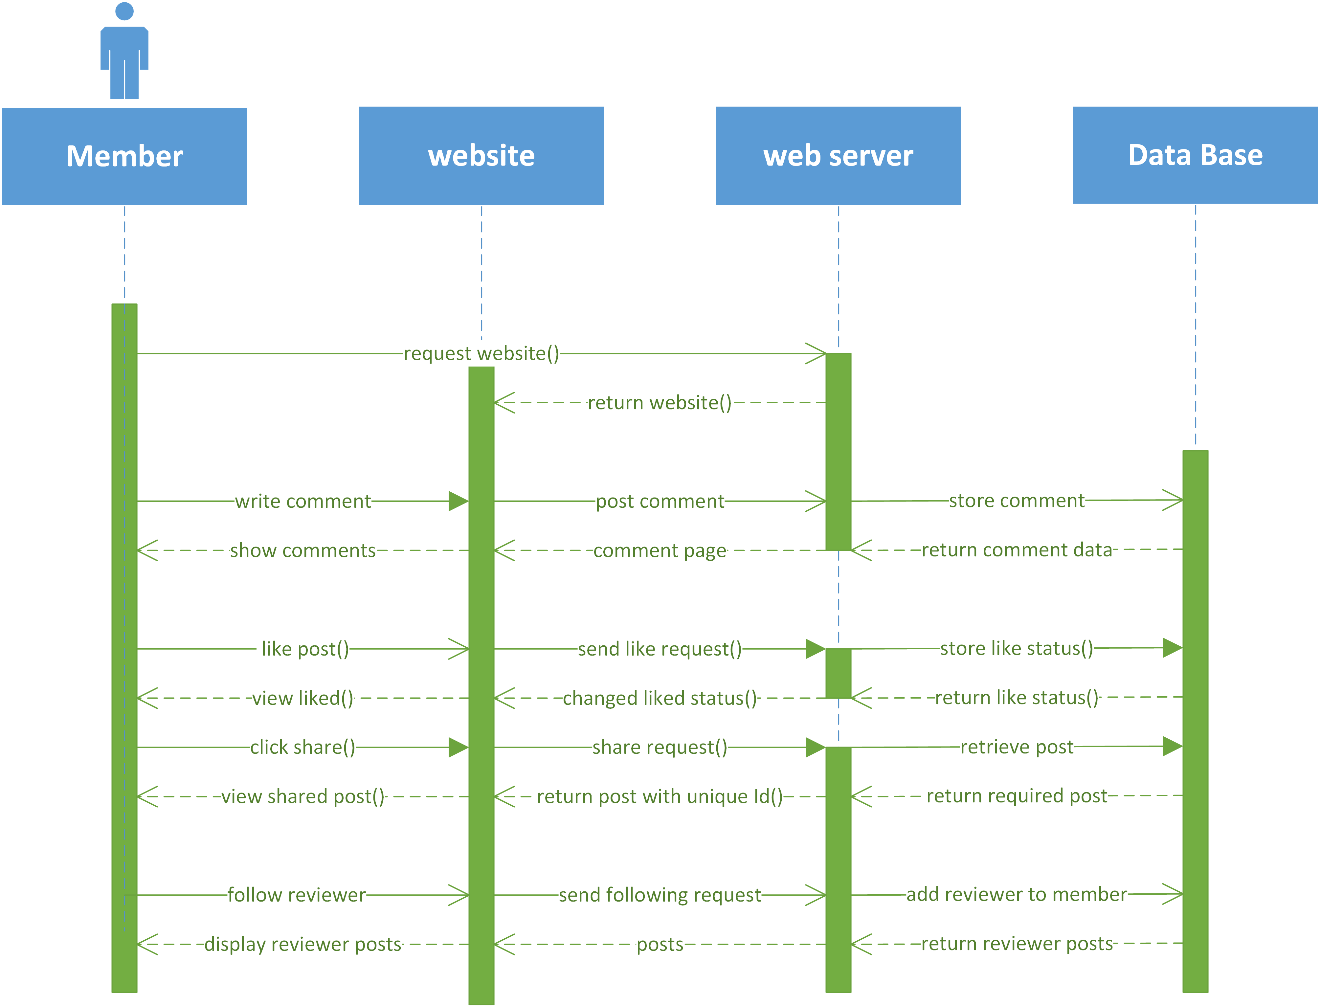 Member
website
web server
Data Base
request website()
return website()
write comment
post comment
store comment
show comments
comment page
return comment data
like post()
send like request()
store like status()
view liked()
changed liked status()
return like status()
click share()
share request()
retrieve post
view shared post()
return post with unique Id()
return required post
follow reviewer
send following request
add reviewer to member
display reviewer posts
posts
return reviewer posts